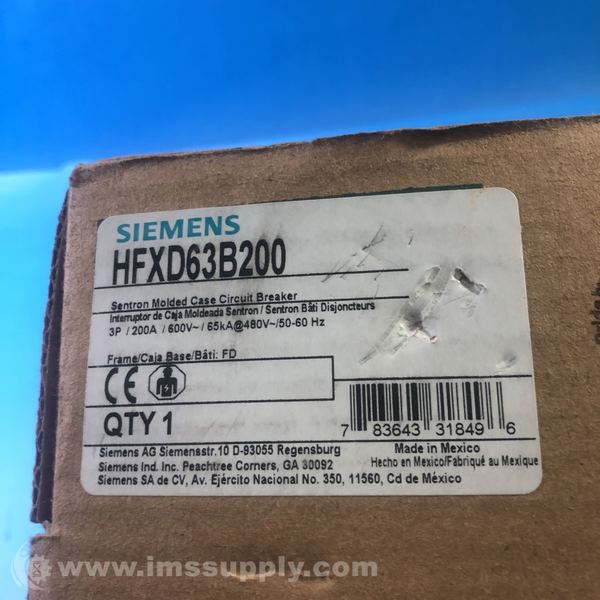 SIEMENS
HFXD63B200
Sentron Molded Case Circuit Breaker
Interruptor de Caja Moldeada Sentron / Sentron Bâti Disjoncteurs
3P / 200A / 600V~ / 65kA@480V~/50-60 Hz
Frame/Caja Base/Bâti: FD
CE
QTY 1
7 83643 31849 6
Siemens AG Siemensstr.10 D-93055 Regensburg
Made in Mexico
Siemens Ind. Inc. Peachtree Corners, GA 30092
Hecho en Mexico/Fabriqué au Mexique
Siemens SA de CV, Av. Ejército Nacional No. 350, 11560, Cd de México
© www.imssupply.com/